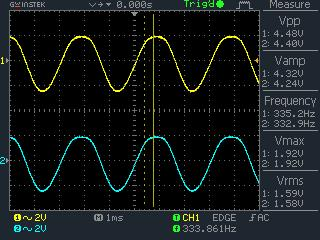 GWINSTEK 0.000s Trig'd Measure
Vpp
1: 4.48V
2: 4.40V
Vamp
1: 4.32V
2: 4.24V
Frequency
1: 335.2Hz
2: 332.9Hz
Vmax
1: 1.92V
2: 1.92V
Vrms
1: 1.59V
2: 1.58V
1
2
1 ~ 2V M 1ms T CH1 EDGE AC
2 ~ 2V f 333.861Hz